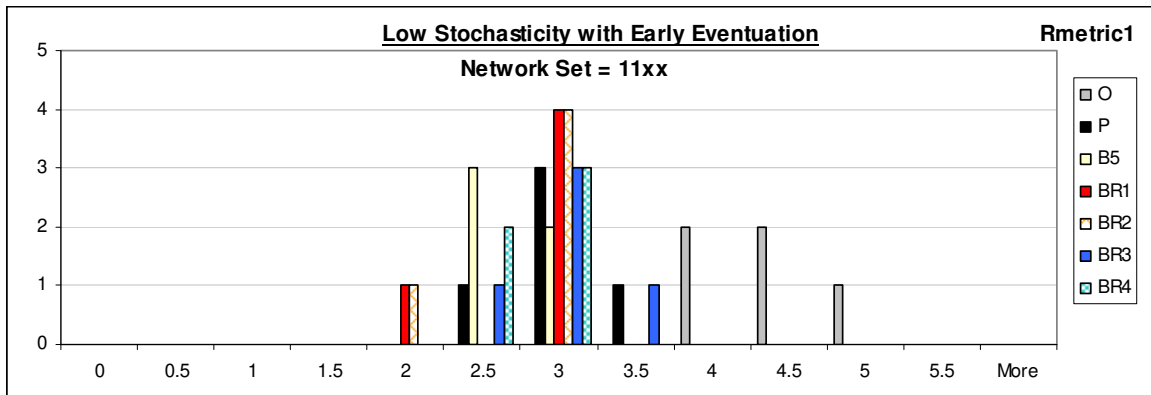 Low Stochasticity with Early Eventuation
Rmetric1
Network Set = 11xx
5
4
3
2
1
0
0 0.5 1 1.5 2 2.5 3 3.5 4 4.5 5 5.5 More
O
P
B5
BR1
BR2
BR3
BR4